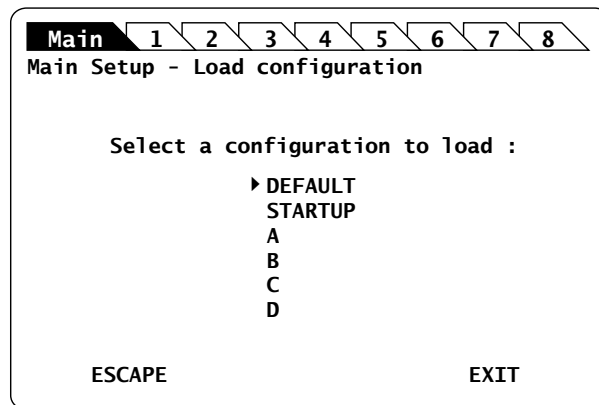 Main 1 2 3 4 5 6 7 8
Main Setup - Load configuration
Select a configuration to load :
DEFAULT
STARTUP
A
B
C
D
ESCAPE EXIT